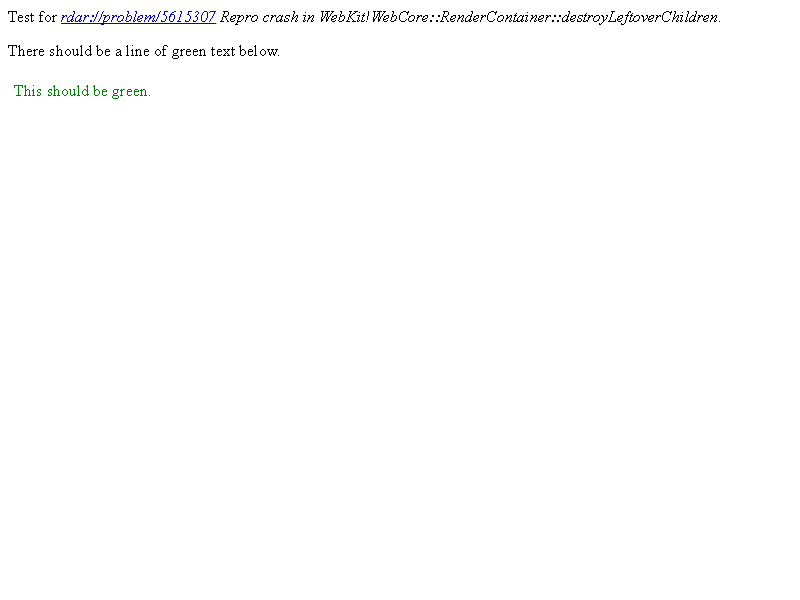 Test for rdar://problem/5615307 Repro crash in WebKit!WebCore::RenderContainer::destroyLeftoverChildren.
There should be a line of green text below.
This should be green.